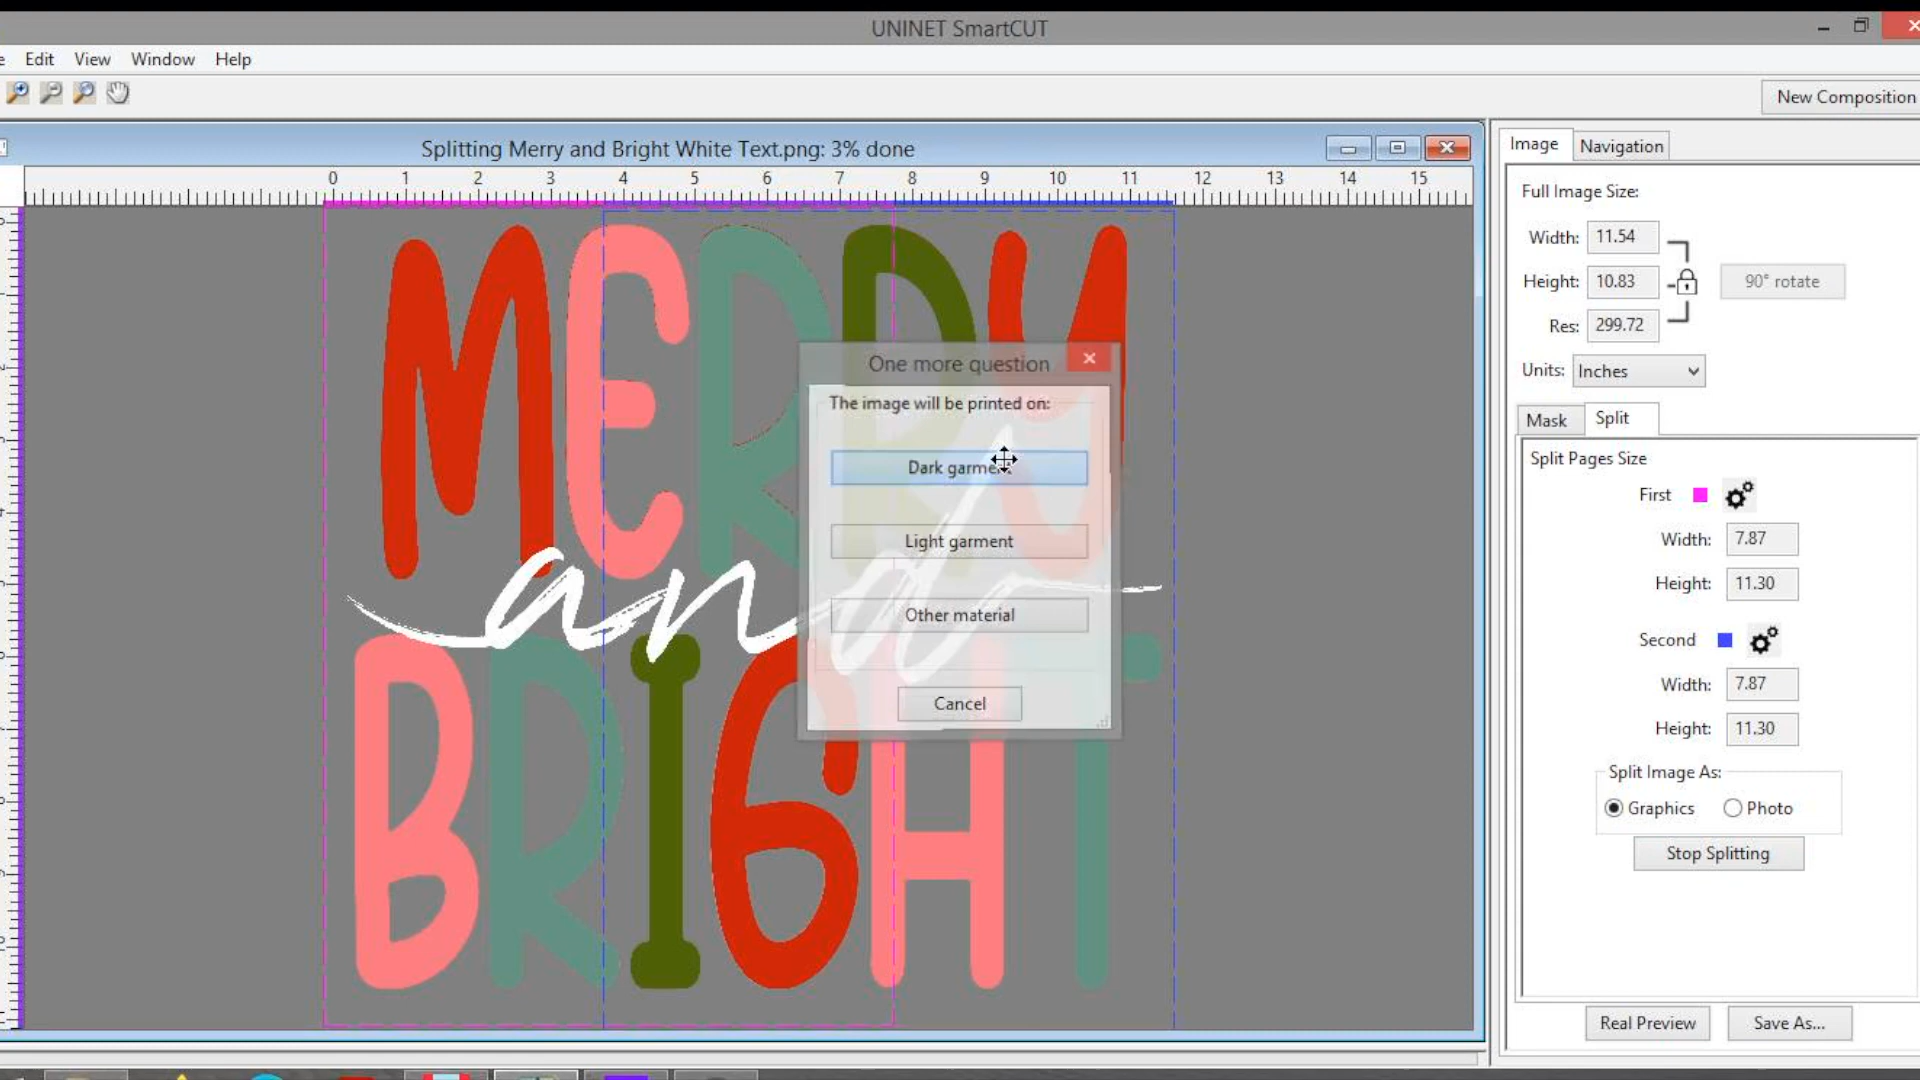 UNINET SmartCUT
Edit View Window Help
New Composition
Splitting Merry and Bright White Text.png: 3% done
Image Navigation
0 1 2 3 4 5 6 7 8 9 10 11 12 13 14 15
Full Image Size:
Width: 11.54
Height: 10.83
90° rotate
Res: 299.72
Units: Inches
Mask Split
Split Pages Size
First
Width: 7.87
Height: 11.30
Second
Width: 7.87
Height: 11.30
Split Image As:
Graphics Photo
Stop Splitting
Real Preview Save As...
MERRY
and
BRIGHT
One more question
The image will be printed on:
Dark garment
Light garment
Other material
Cancel